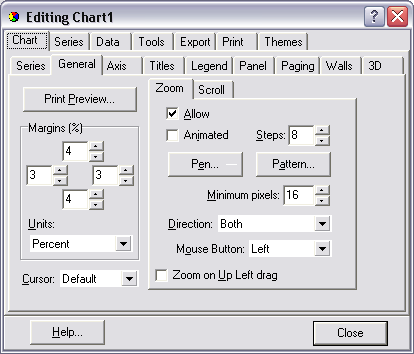 Editing Chart1
Chart Series Data Tools Export Print Themes
Series General Axis Titles Legend Panel Paging Walls 3D
Print Preview...
Margins (%)
4
3 3
4
Units:
Percent
Cursor: Default
Zoom Scroll
Allow
Animated Steps: 8
Pen... Pattern...
Minimum pixels: 16
Direction: Both
Mouse Button: Left
Zoom on Up Left drag
Help... Close